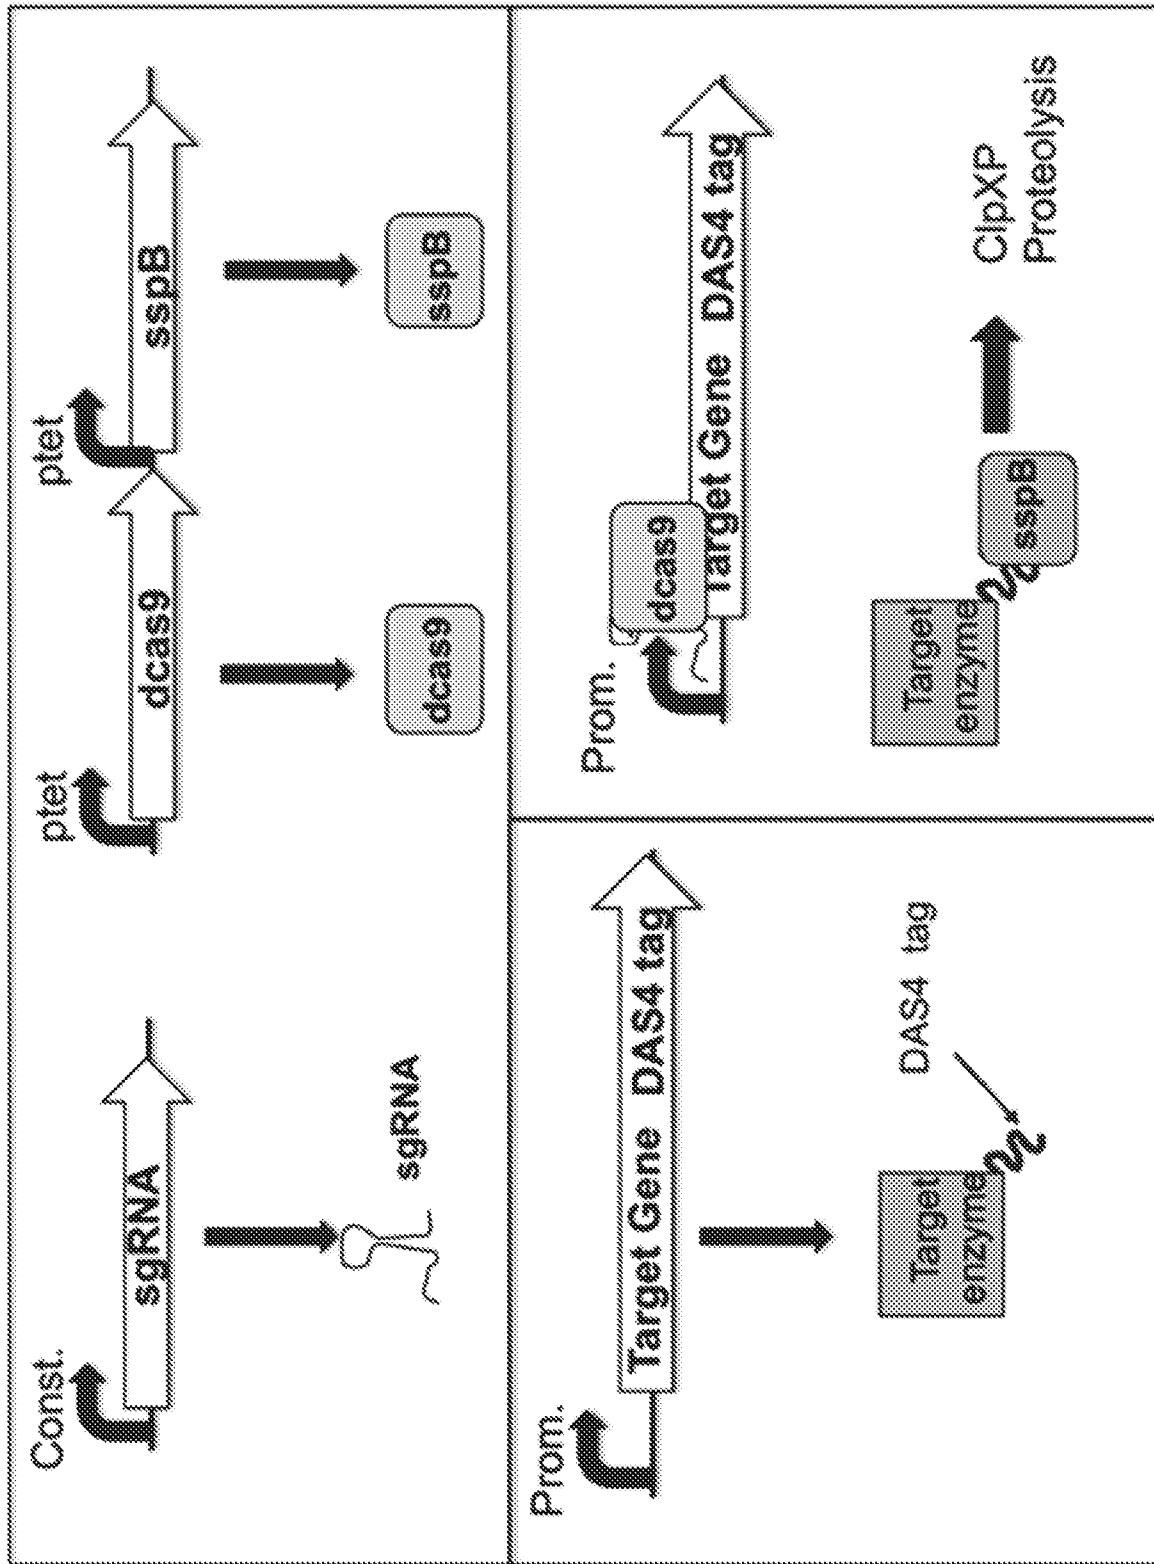 Const.
sgRNA
sgRNA
ptet
dcas9
dcas9
ptet
sspB
sspB
Prom.
Target Gene DAS4 tag
Target
enzyme
DAS4 tag
Prom.
dcas9
Target Gene DAS4 tag
Target
enzyme
sspB
ClpXP
Proteolysis